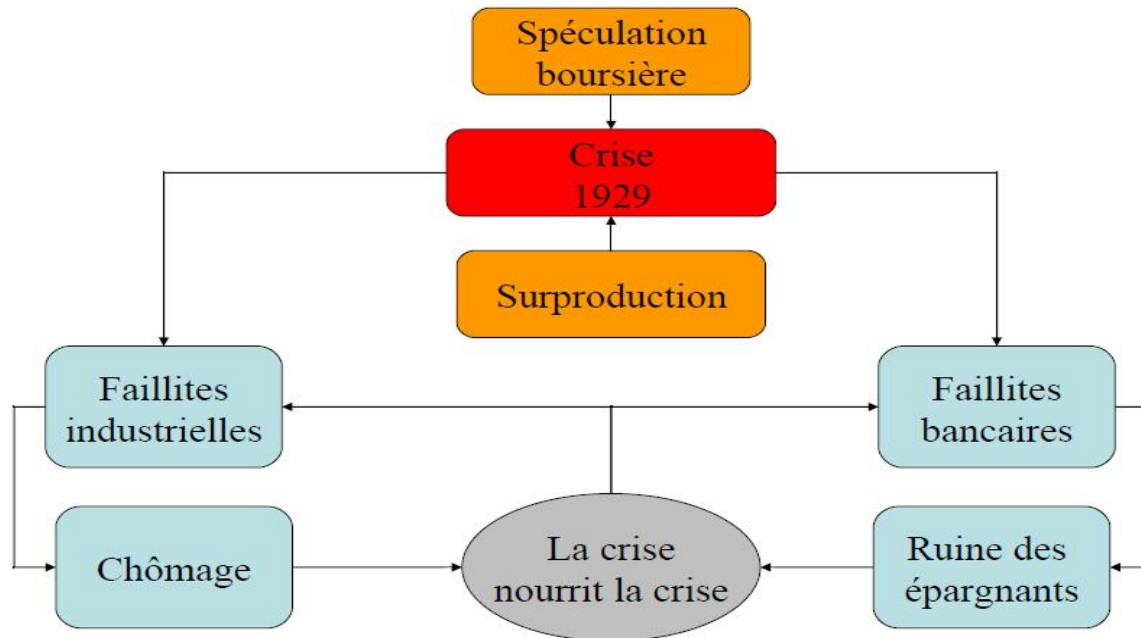 Spéculation
boursière
Crise
1929
Surproduction
Faillites
industrielles
Faillites
bancaires
Chômage
La crise
nourrit la crise
Ruine des
épargnants